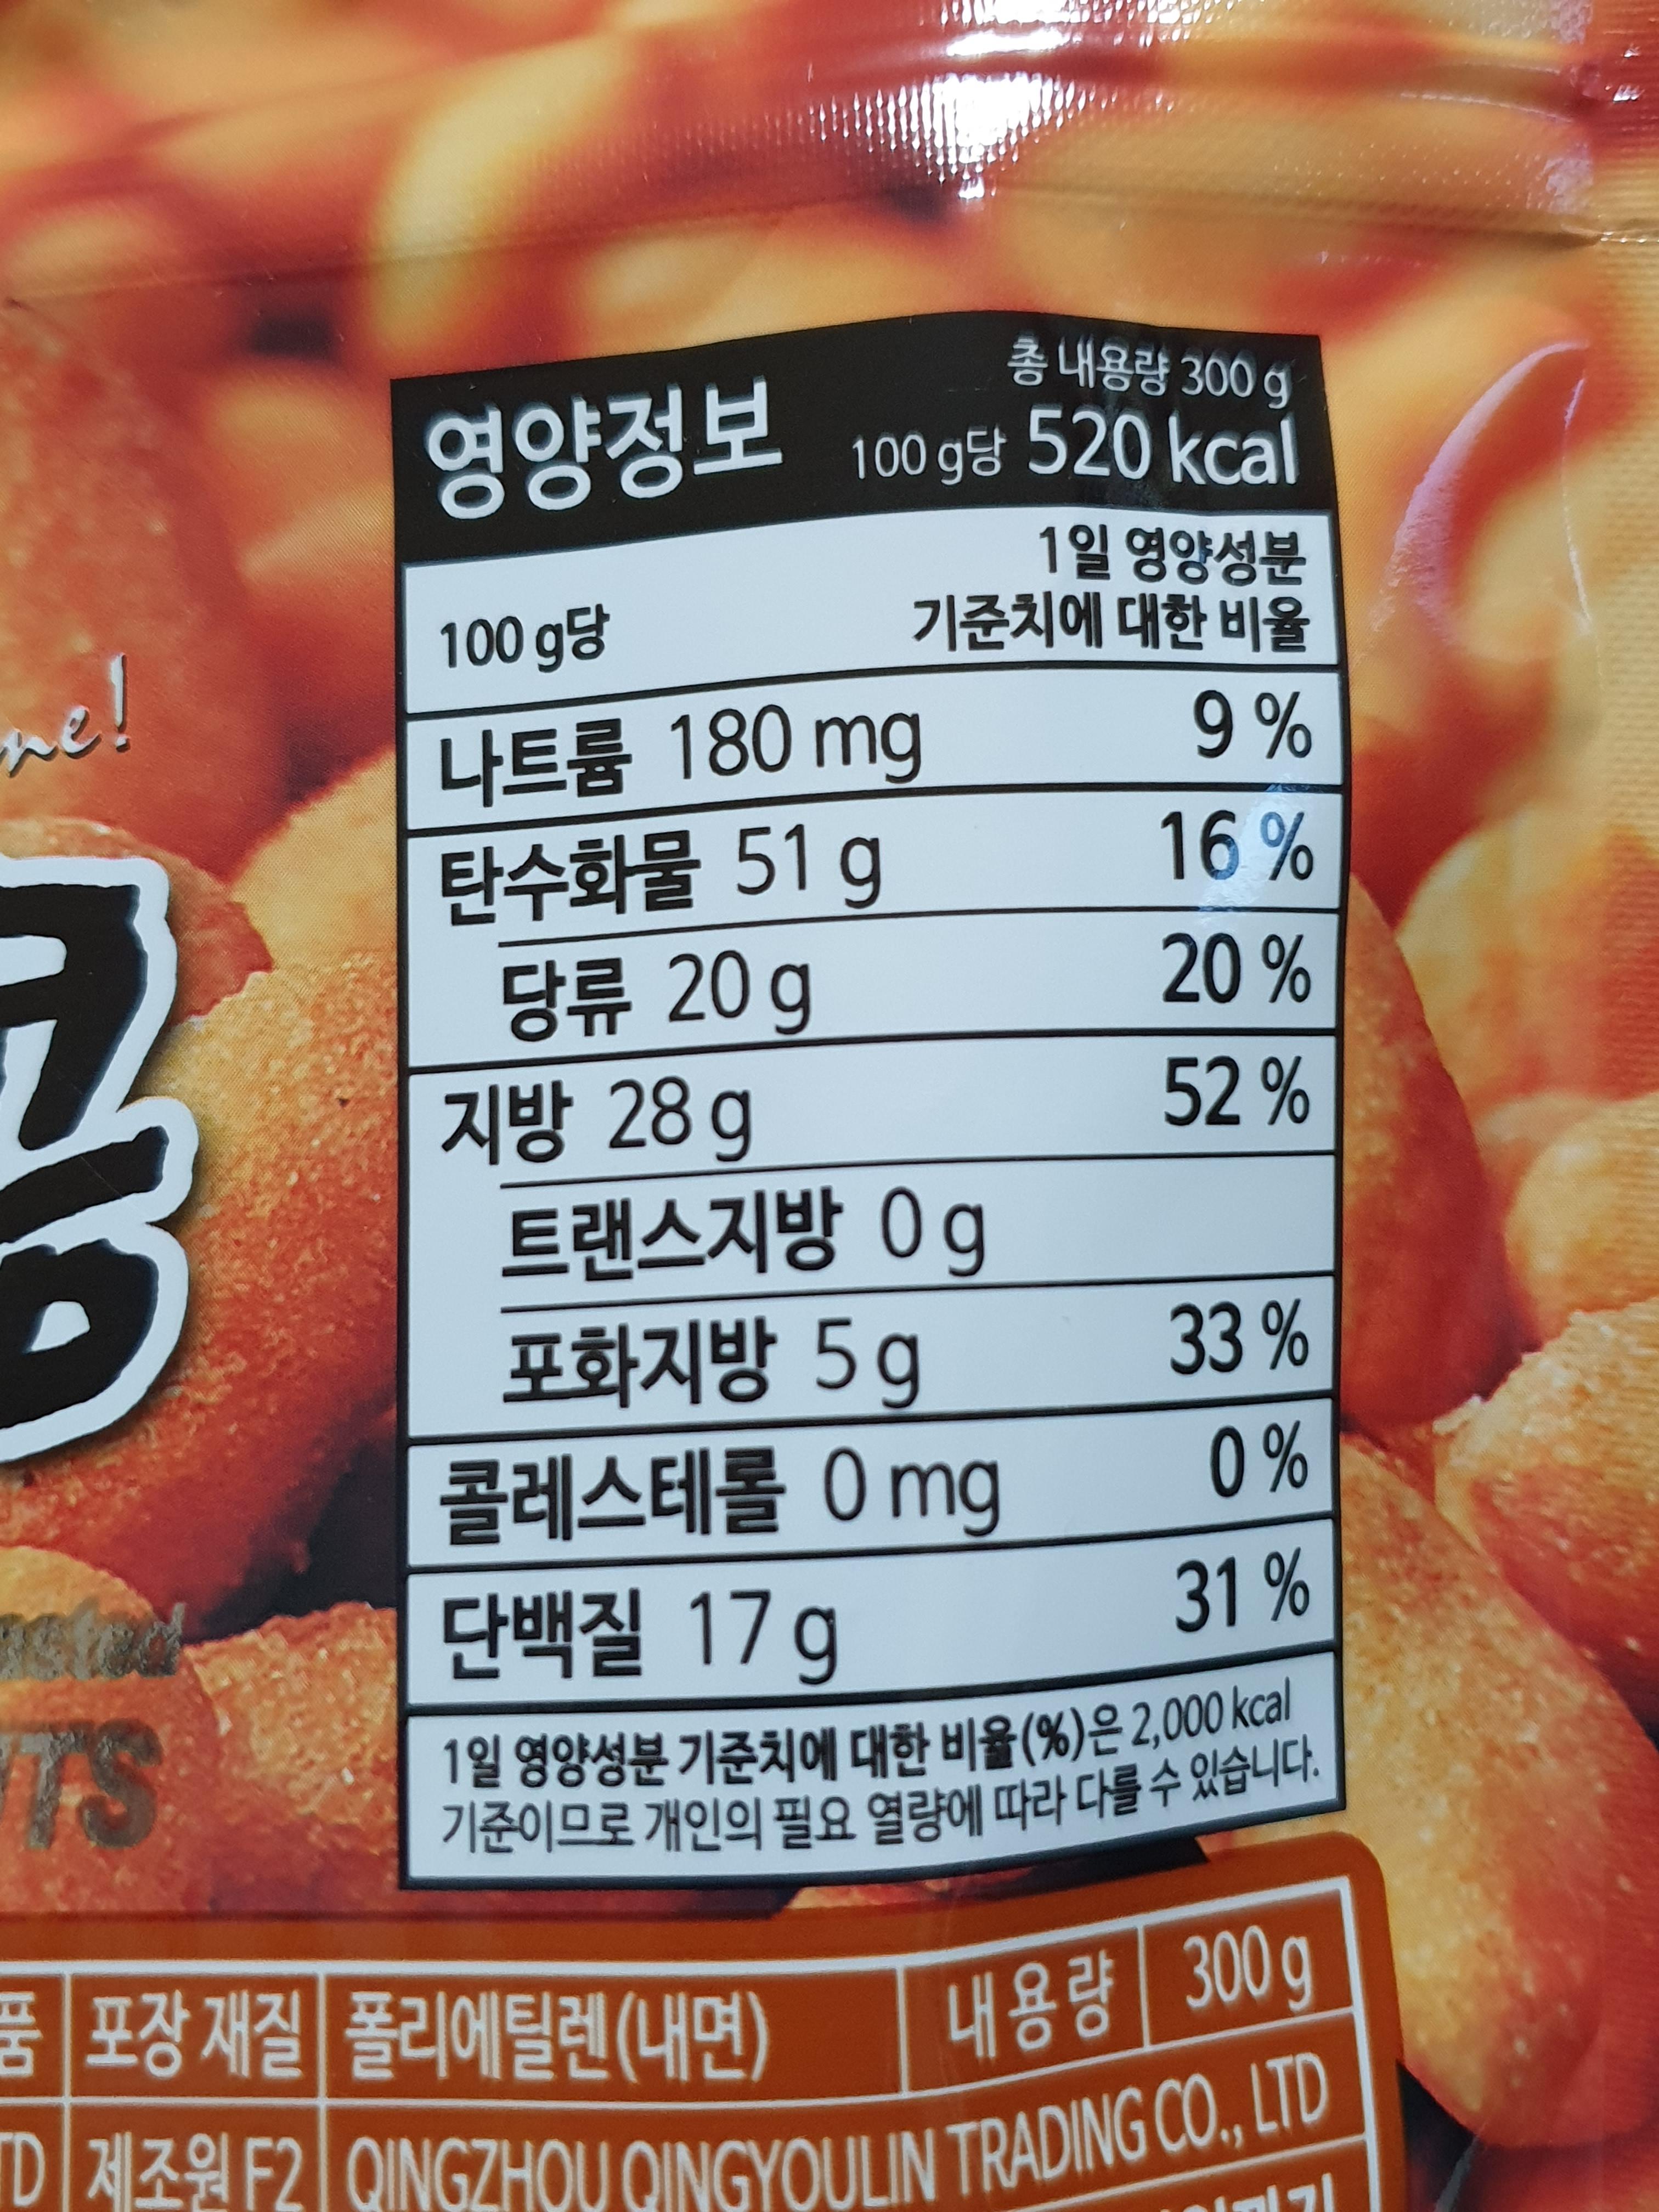 총 내용량 300 g
영양정보 100 g당 520 kcal
100 g당 1일 영양성분
기준치에 대한 비율
나트륨 180 mg 9 %
탄수화물 51 g 16 %
당류 20 g 20 %
지방 28 g 52 %
트랜스지방 0 g
포화지방 5 g 33 %
콜레스테롤 0 mg 0 %
단백질 17 g 31 %
1일 영양성분 기준치에 대한 비율(%)은 2,000 kcal
기준이므로 개인의 필요 열량에 따라 다를 수 있습니다.
me!
콩
sted
UTS
품 포장 재질 폴리에틸렌(내면) 내용량 300 g
TD 제조원 F2 QINGZHOU QINGYOULIN TRADING CO., LTD